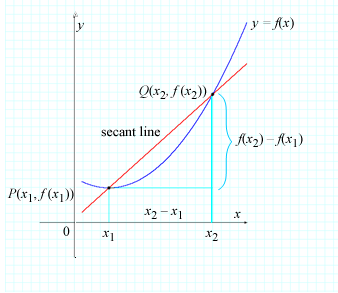 y
y = f(x)
Q(x₂, f(x₂))
secant line
f(x₂) – f(x₁)
P(x₁, f(x₁))
x₂ – x₁
x
0
x₁
x₂